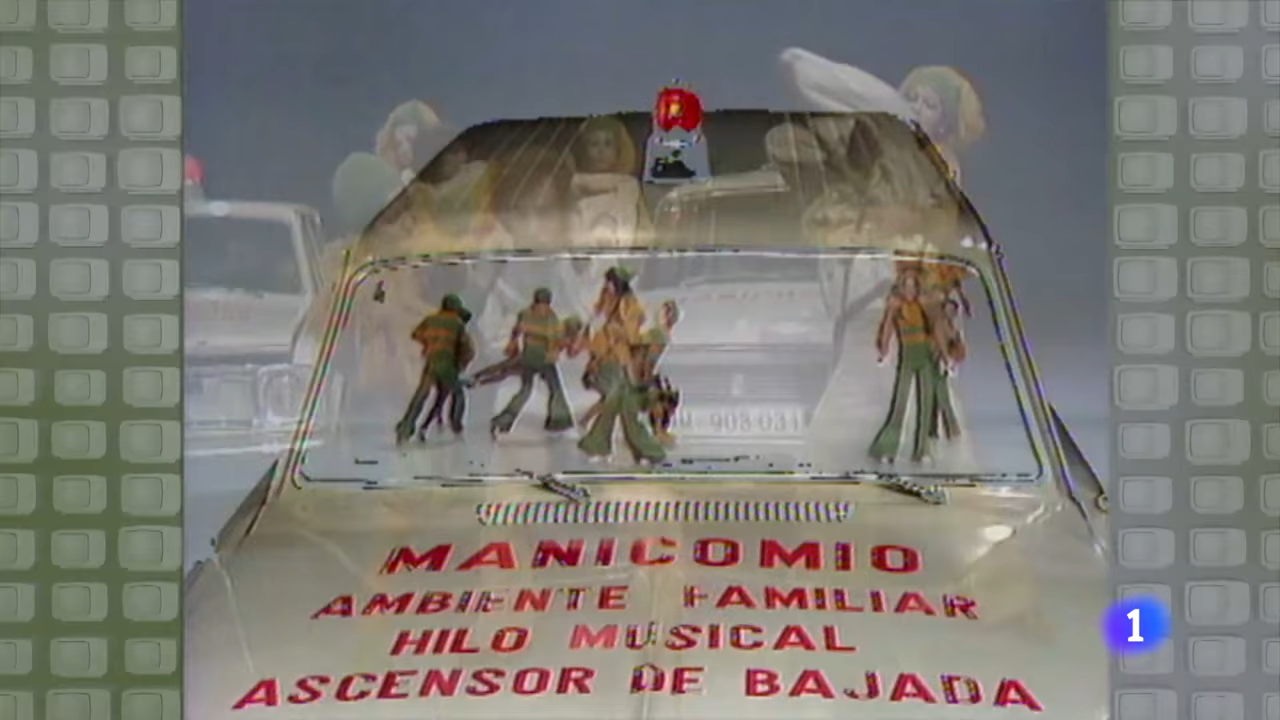 MANICOMIO
AMBIENTE FAMILIAR
HILO MUSICAL
ASCENSOR DE BAJADA
1